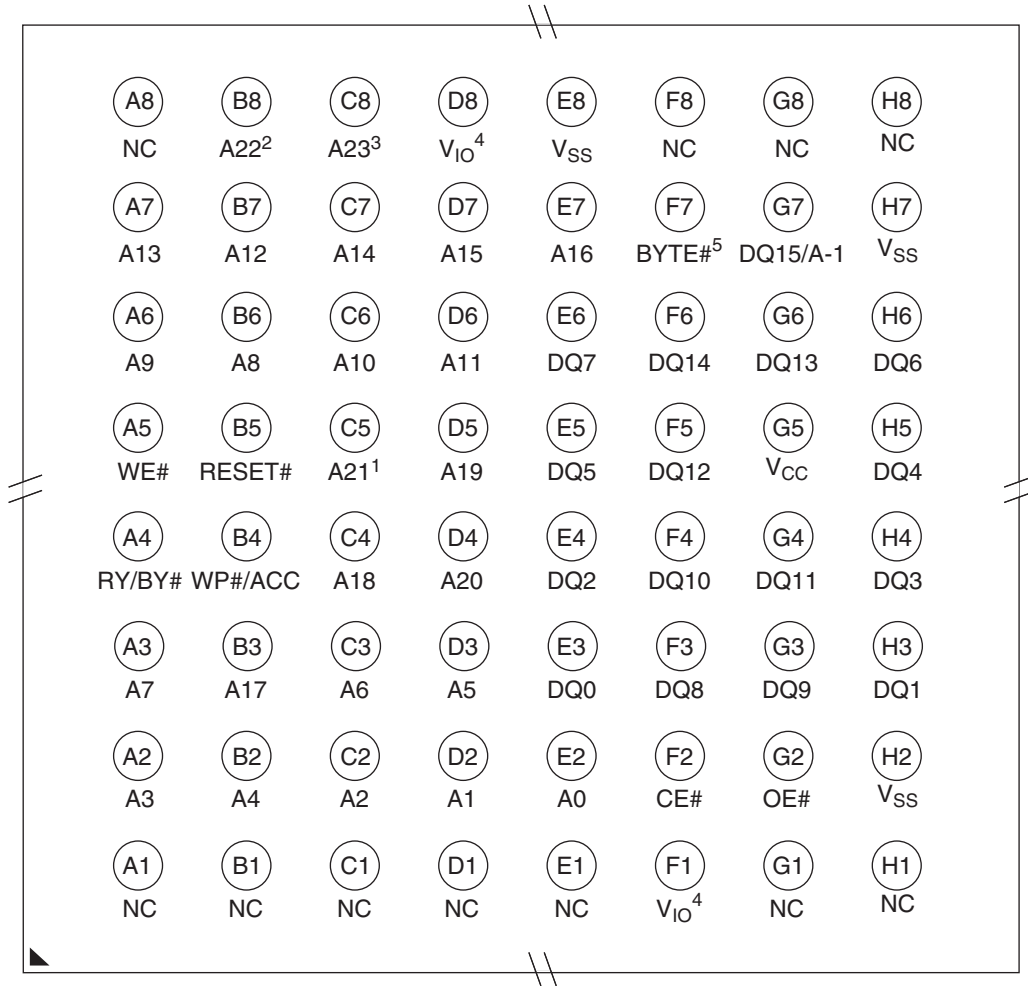 A8 B8 C8 D8 E8 F8 G8 H8
NC A22² A23³ V_IO⁴ V_SS NC NC NC
A7 B7 C7 D7 E7 F7 G7 H7
A13 A12 A14 A15 A16 BYTE#⁵ DQ15/A-1 V_SS
A6 B6 C6 D6 E6 F6 G6 H6
A9 A8 A10 A11 DQ7 DQ14 DQ13 DQ6
A5 B5 C5 D5 E5 F5 G5 H5
WE# RESET# A21¹ A19 DQ5 DQ12 V_CC DQ4
A4 B4 C4 D4 E4 F4 G4 H4
RY/BY# WP#/ACC A18 A20 DQ2 DQ10 DQ11 DQ3
A3 B3 C3 D3 E3 F3 G3 H3
A7 A17 A6 A5 DQ0 DQ8 DQ9 DQ1
A2 B2 C2 D2 E2 F2 G2 H2
A3 A4 A2 A1 A0 CE# OE# V_SS
A1 B1 C1 D1 E1 F1 G1 H1
NC NC NC NC NC V_IO⁴ NC NC